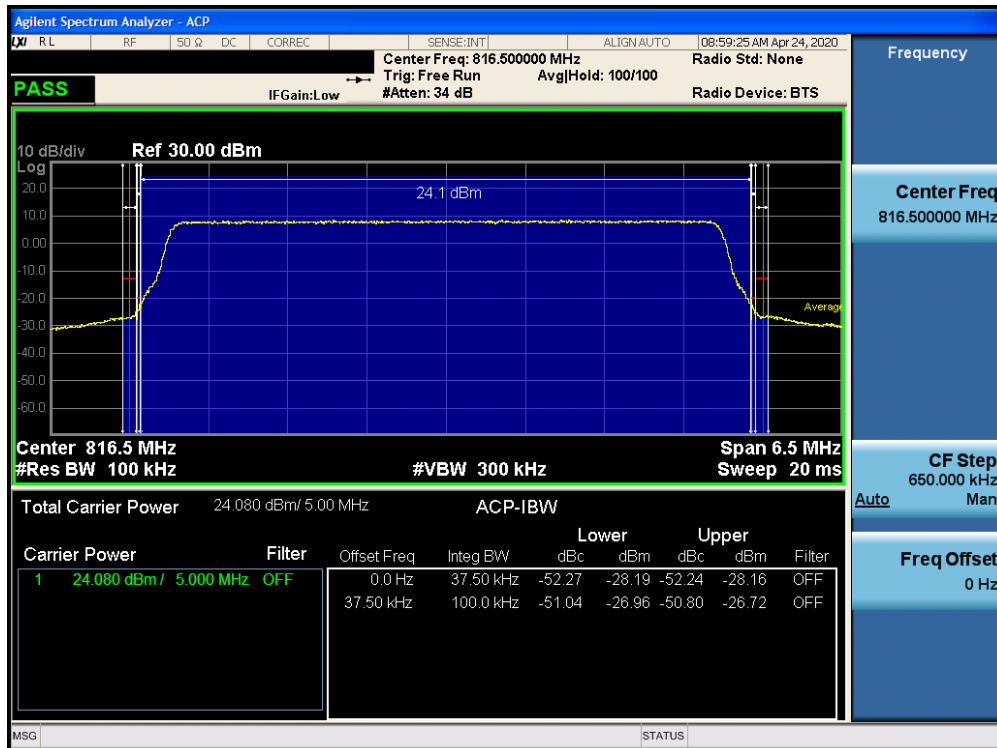 Agilent Spectrum Analyzer - ACP
LXI RL RF 50 Ω DC CORREC SENSE:INT ALIGN AUTO 08:59:25 AM Apr 24, 2020
Center Freq: 816.500000 MHz Radio Std: None
Trig: Free Run Avg|Hold: 100/100
PASS IFGain:Low #Atten: 34 dB Radio Device: BTS
10 dB/div Ref 30.00 dBm
Log
20.0
24.1 dBm
10.0
0.00
-10.0
-20.0
Average
-30.0
-40.0
-50.0
-60.0
Center 816.5 MHz Span 6.5 MHz
#Res BW 100 kHz #VBW 300 kHz Sweep 20 ms
Total Carrier Power 24.080 dBm/ 5.00 MHz ACP-IBW
Lower Upper
Carrier Power Filter Offset Freq Integ BW dBc dBm dBc dBm Filter
1 24.080 dBm / 5.000 MHz OFF 0.0 Hz 37.50 kHz -52.27 -28.19 -52.24 -28.16 OFF
37.50 kHz 100.0 kHz -51.04 -26.96 -50.80 -26.72 OFF
MSG STATUS
Frequency
Center Freq
816.500000 MHz
CF Step
650.000 kHz
Auto Man
Freq Offset
0 Hz